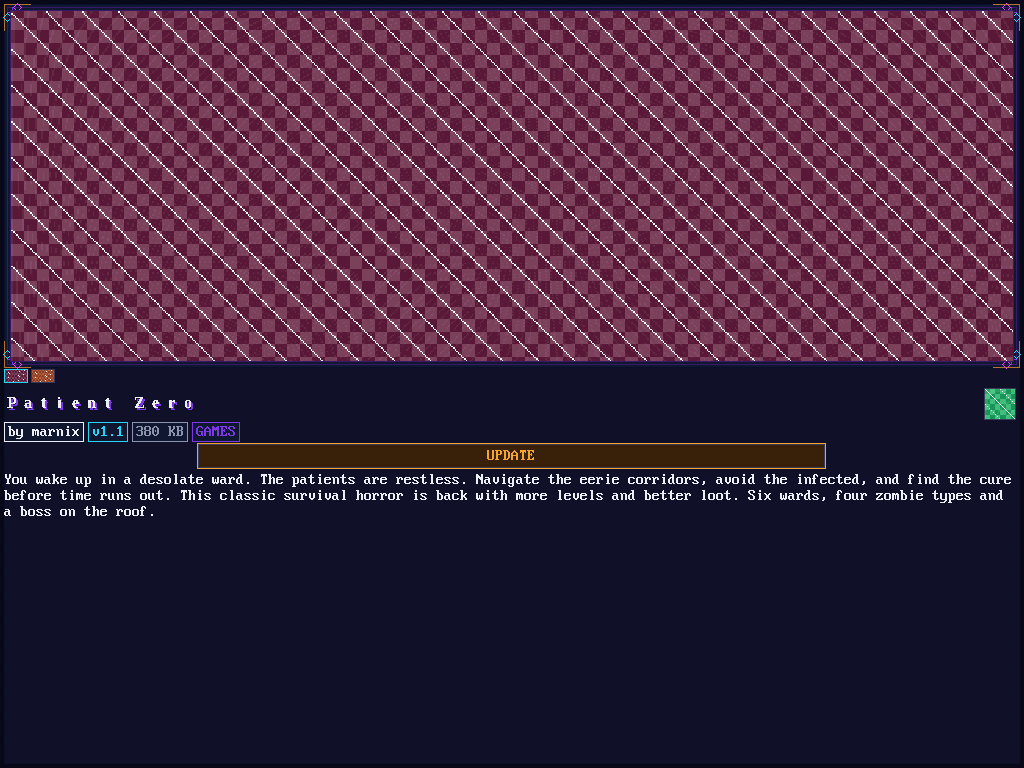 Patient Zero
by marnix v1.1 380 KB GAMES
UPDATE
You wake up in a desolate ward. The patients are restless. Navigate the eerie corridors, avoid the infected, and find the cure
before time runs out. This classic survival horror is back with more levels and better loot. Six wards, four zombie types and
a boss on the roof.